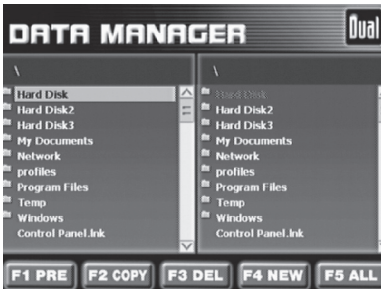 DATA MANAGER
Dual
\
Hard Disk
Hard Disk2
Hard Disk3
My Documents
Network
profiles
Program Files
Temp
Windows
Control Panel.lnk
\
Hard Disk
Hard Disk2
Hard Disk3
My Documents
Network
profiles
Program Files
Temp
Windows
Control Panel.lnk
F1 PRE
F2 COPY
F3 DEL
F4 NEW
F5 ALL